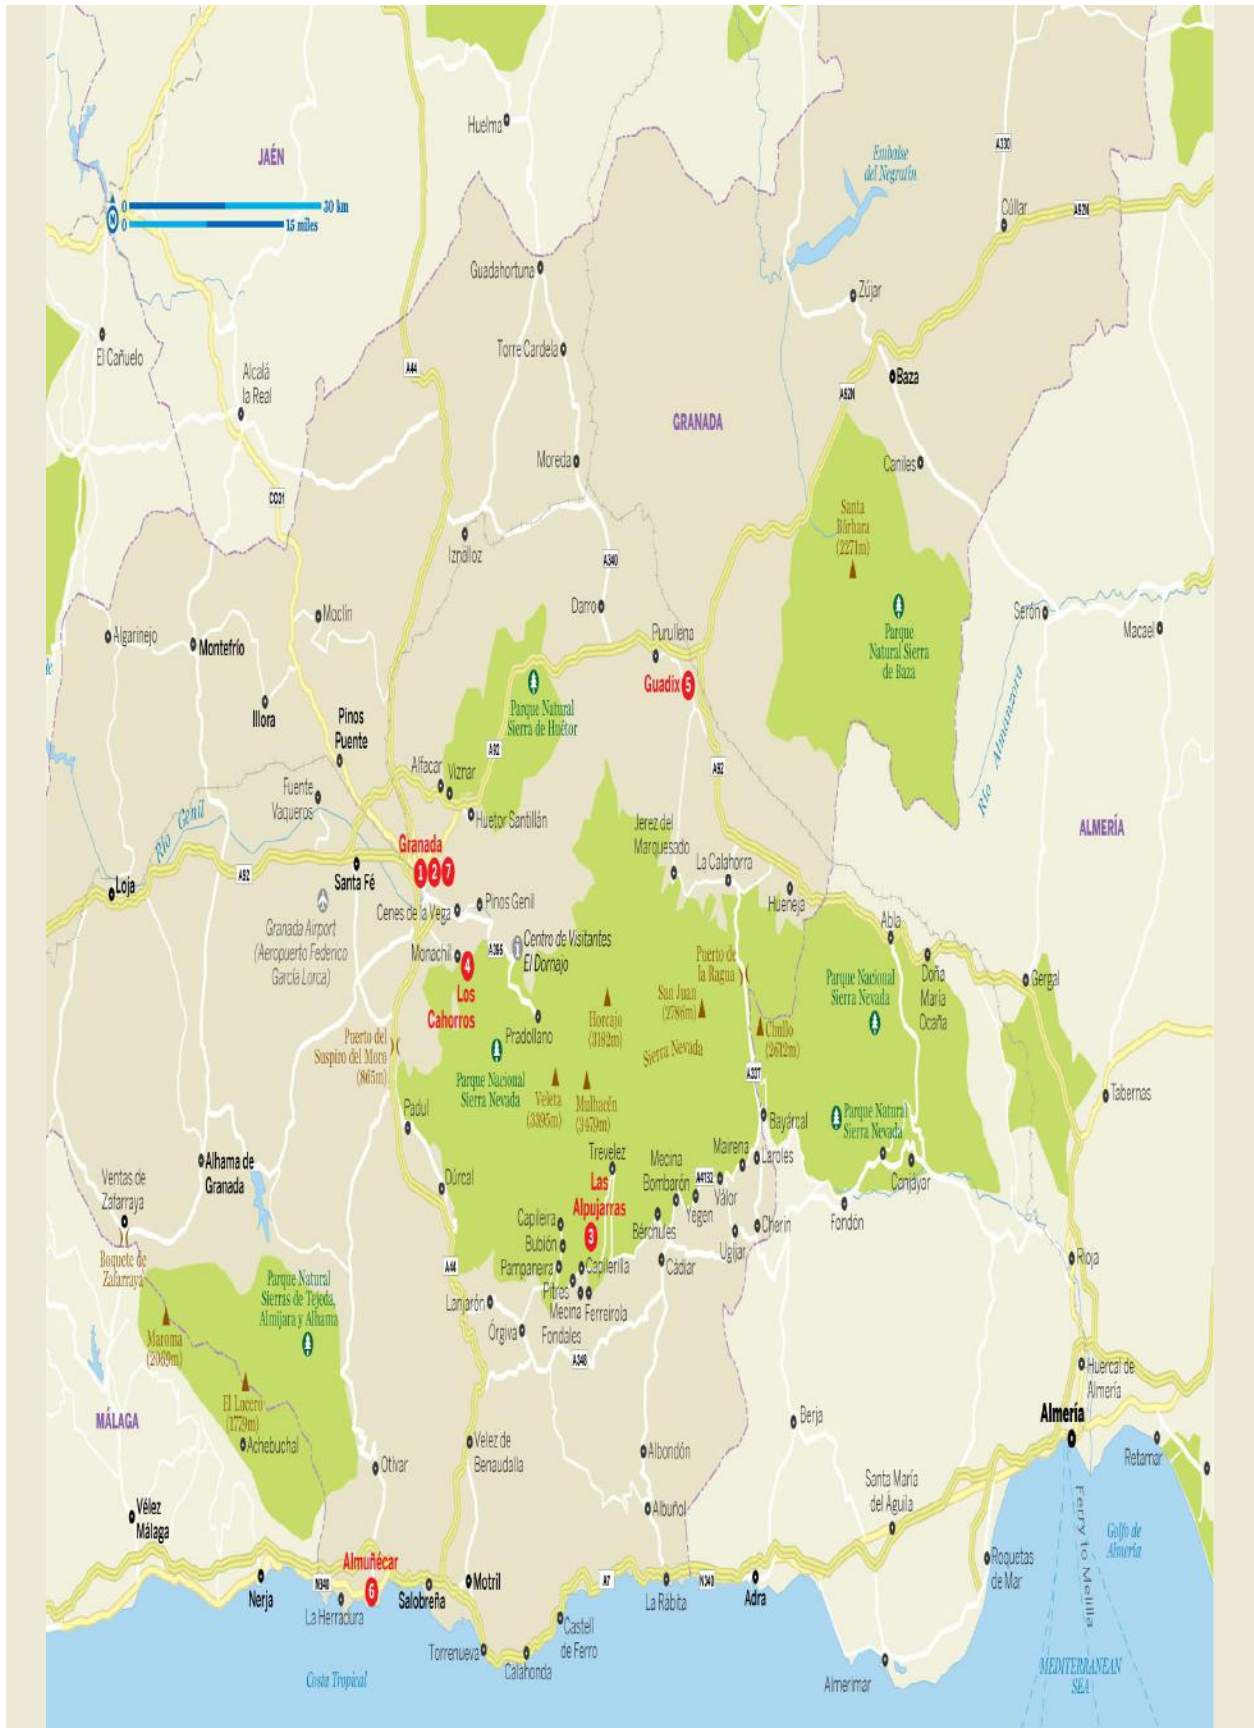 Huelma
A330
Embalse
del Negratín
JAÉN
0
30 km
N
0
15 miles
Cúllar
A92N
Guadahortuna
Zújar
El Cañuelo
Torre Cardela
A44
Alcalá
la Real
Baza
A92N
GRANADA
Moreda
Caniles
CO31
Santa
Bárbara
(2271m)
Iznalloz
A340
Darro
Moclín
Serón
Macael
Algarinejo
Montefrío
Purullena
Parque
Natural Sierra
de Baza
Guadix 5
Illora
Pinos
Puente
Parque Natural
Sierra de Huétor
Río Almanzora
A92
Alfacar
Viznar
A92
Fuente
Vaqueros
Río Genil
Huetor Santillán
Jerez del
Marquesado
ALMERÍA
Granada
1 2 7
La Calahorra
A92
Santa Fé
Loja
Hueneja
Granada Airport
(Aeropuerto Federico
García Lorca)
Cenes de la Vega
Pinos Genil
Abla
Monachil
A395
Centro de Visitantes
El Dornajo
4
Los
Cahorros
Puerto de
la Ragua
Parque Nacional
Sierra Nevada
Doña
María
Ocaña
Gergal
San Juan
(2786m)
Horcajo
(3182m)
Pradollano
Chullo
(2612m)
Sierra Nevada
Puerto del
Suspiro del Moro
(865m)
Parque Nacional
Sierra Nevada
Veleta
(3395m)
Mulhacén
(3479m)
A337
Padul
Bayárcal
Parque Natural
Sierra Nevada
Tabernas
Trevelez
Mairena
Laroles
Mecina
Bombarón
A4132
Alhama de
Granada
Ventas de
Zafarraya
Dúrcal
Las
Alpujarras
3
Canjáyar
Válor
Yegen
Capileira
Bubión
Bérchules
Cherin
Fondón
Ugíjar
Boquete de
Zafarraya
Pampaneira
Capilerilla
Cádiar
Rioja
A44
Parque Natural
Sierras de Tejeda,
Almijara y Alhama
Pitres
Lanjarón
Mecina
Fondales
Ferreirola
Órgiva
Maroma
(2069m)
A348
Huercal de
Almería
El Lucero
(1779m)
MÁLAGA
Berja
Almería
Achebuchal
Velez de
Benaudalla
Albondón
Retamar
Otívar
Santa María
del Águila
Vélez
Málaga
Albuñol
Ferry to Melilla
Golfo de
Almería
Almuñécar
6
Roquetas
de Mar
N340
Nerja
La Herradura
Salobreña
Motril
A7
La Rábita
N340
Adra
Castell
de Ferro
Torrenueva
Calahonda
Costa Tropical
Almerimar
MEDITERRANEAN
SEA